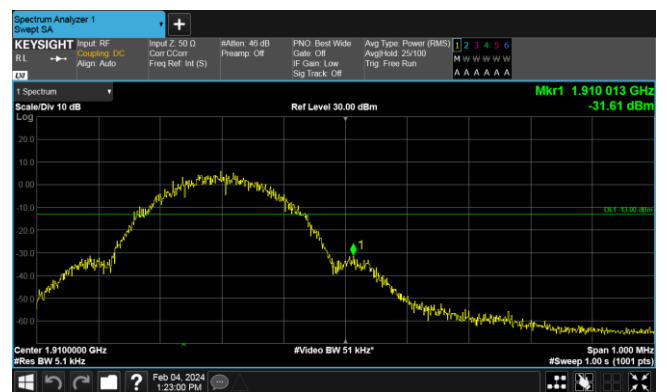 Spectrum Analyzer 1
Swept SA
+
KEYSIGHT Input: RF Input Z: 50 Ω #Atten: 46 dB PNO: Best Wide Avg Type: Power (RMS) 1 2 3 4 5 6
RL Coupling: DC Corr CCorr Preamp: Off Gate: Off Avg|Hold: 25/100 M W W W W W
Align: Auto Freq Ref: Int (S) IF Gain: Low Trig: Free Run
Sig Track: Off A A A A A A
LXI
1 Spectrum Mkr1 1.910 013 GHz
Scale/Div 10 dB Ref Level 30.00 dBm -31.61 dBm
Log
20.0
10.0
0.00
-10.0
DL1 -13.00 dBm
-20.0
1
-30.0
-40.0
-50.0
-60.0
Center 1.9100000 GHz #Video BW 51 kHz* Span 1.000 MHz
#Res BW 5.1 kHz #Sweep 1.00 s (1001 pts)
? Feb 04, 2024
1:23:00 PM